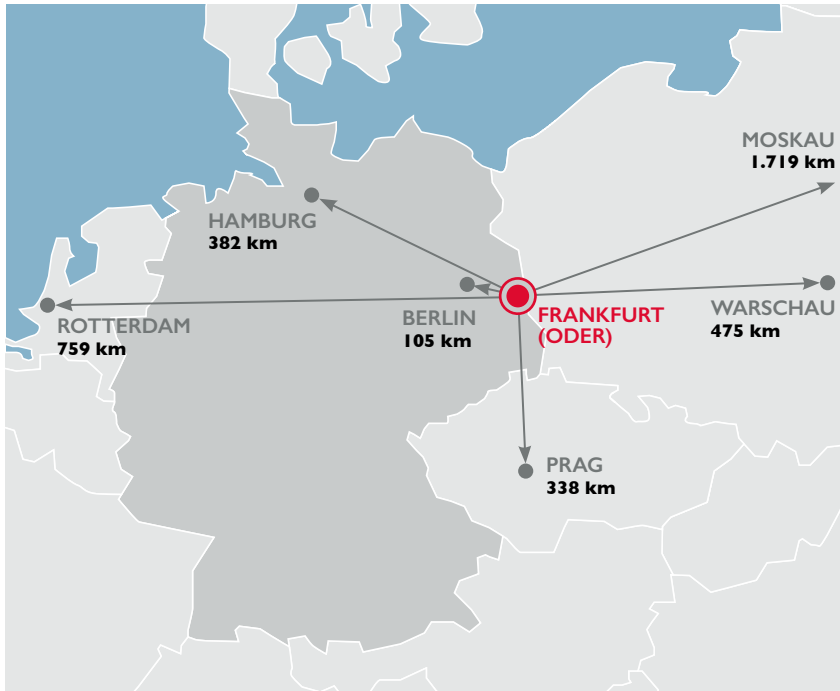 MOSKAU
1.719 km
HAMBURG
382 km
ROTTERDAM
759 km
BERLIN
105 km
FRANKFURT
(ODER)
WARSCHAU
475 km
PRAG
338 km